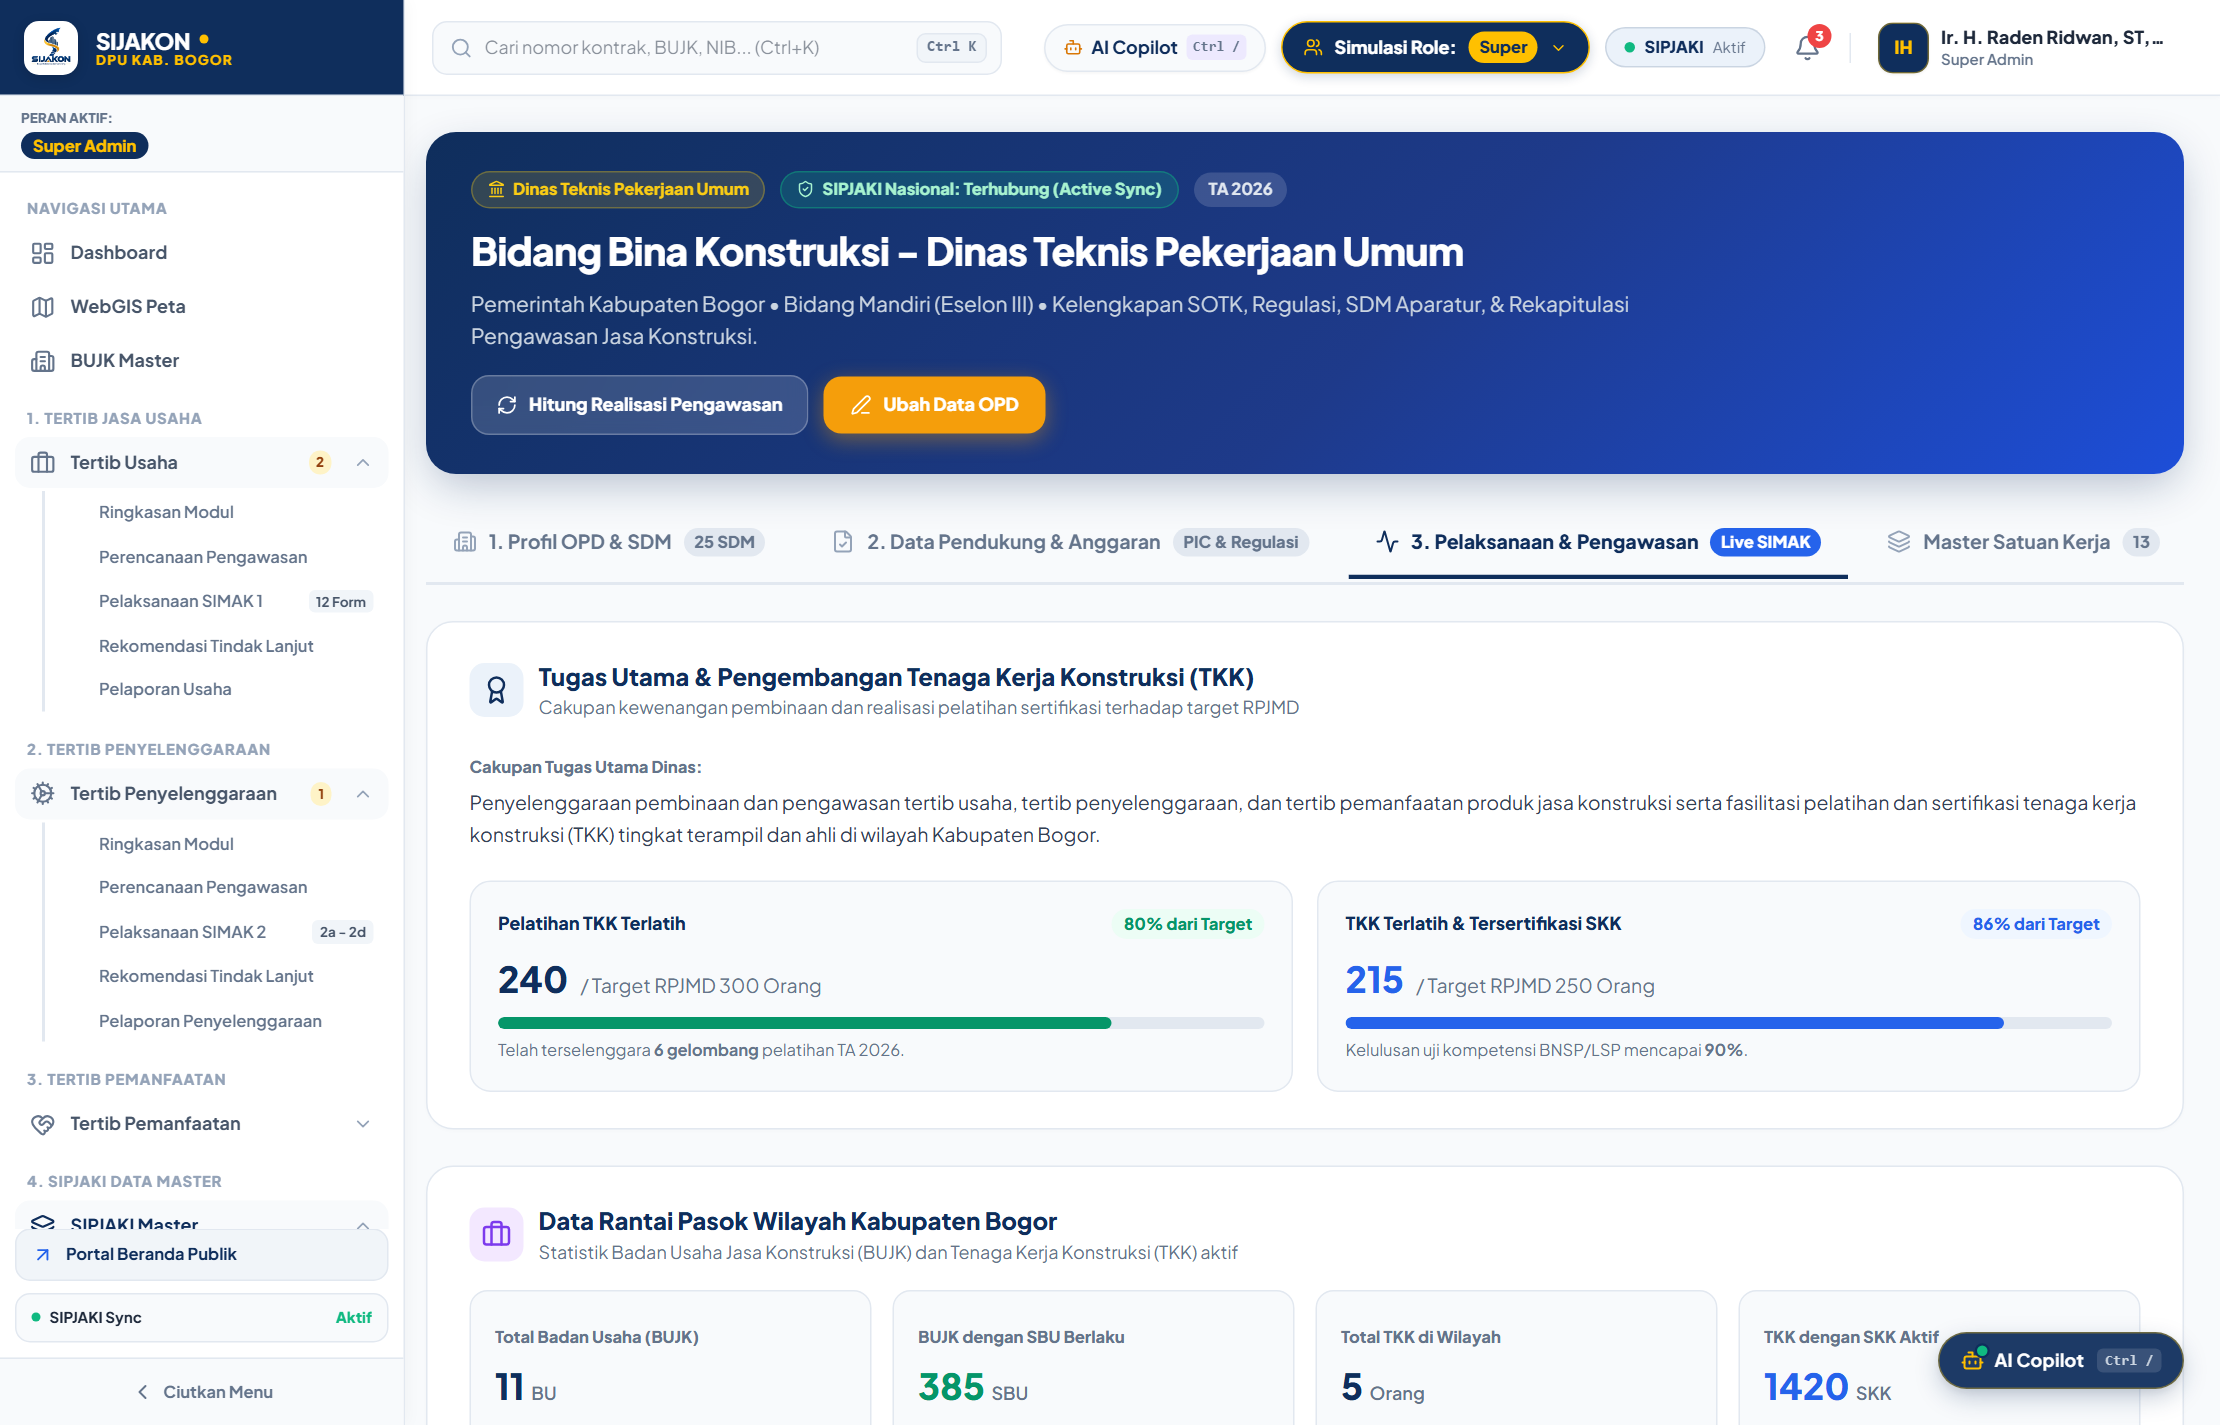 SIJAKON
SIJAKON
DPU KAB. BOGOR
Cari nomor kontrak, BUJK, NIB... (Ctrl+K)
Ctrl K
AI Copilot
Ctrl /
Simulasi Role:
Super
SIPJAKI Aktif
3
IH
Ir. H. Raden Ridwan, ST,...
Super Admin
PERAN AKTIF:
Super Admin
NAVIGASI UTAMA
Dashboard
WebGIS Peta
BUJK Master
1. TERTIB JASA USAHA
Tertib Usaha
2
Ringkasan Modul
Perencanaan Pengawasan
Pelaksanaan SIMAK 1
12 Form
Rekomendasi Tindak Lanjut
Pelaporan Usaha
2. TERTIB PENYELENGGARAAN
Tertib Penyelenggaraan
1
Ringkasan Modul
Perencanaan Pengawasan
Pelaksanaan SIMAK 2
2a - 2d
Rekomendasi Tindak Lanjut
Pelaporan Penyelenggaraan
3. TERTIB PEMANFAATAN
Tertib Pemanfaatan
4. SIPJAKI DATA MASTER
SIPJAKI Master
Portal Beranda Publik
SIPJAKI Sync
Aktif
Ciutkan Menu
Dinas Teknis Pekerjaan Umum
SIPJAKI Nasional: Terhubung (Active Sync)
TA 2026
Bidang Bina Konstruksi – Dinas Teknis Pekerjaan Umum
Pemerintah Kabupaten Bogor • Bidang Mandiri (Eselon III) • Kelengkapan SOTK, Regulasi, SDM Aparatur, & Rekapitulasi
Pengawasan Jasa Konstruksi.
Hitung Realisasi Pengawasan
Ubah Data OPD
1. Profil OPD & SDM
25 SDM
2. Data Pendukung & Anggaran
PIC & Regulasi
3. Pelaksanaan & Pengawasan
Live SIMAK
Master Satuan Kerja
13
Tugas Utama & Pengembangan Tenaga Kerja Konstruksi (TKK)
Cakupan kewenangan pembinaan dan realisasi pelatihan sertifikasi terhadap target RPJMD
Cakupan Tugas Utama Dinas:
Penyelenggaraan pembinaan dan pengawasan tertib usaha, tertib penyelenggaraan, dan tertib pemanfaatan produk jasa konstruksi serta fasilitasi pelatihan dan sertifikasi tenaga kerja
konstruksi (TKK) tingkat terampil dan ahli di wilayah Kabupaten Bogor.
Pelatihan TKK Terlatih
80% dari Target
240 / Target RPJMD 300 Orang
Telah terselenggara 6 gelombang pelatihan TA 2026.
TKK Terlatih & Tersertifikasi SKK
86% dari Target
215 / Target RPJMD 250 Orang
Kelulusan uji kompetensi BNSP/LSP mencapai 90%.
Data Rantai Pasok Wilayah Kabupaten Bogor
Statistik Badan Usaha Jasa Konstruksi (BUJK) dan Tenaga Kerja Konstruksi (TKK) aktif
Total Badan Usaha (BUJK)
11 BU
BUJK dengan SBU Berlaku
385 SBU
Total TKK di Wilayah
5 Orang
TKK dengan SKK Aktif
1420 SKK
AI Copilot
Ctrl /